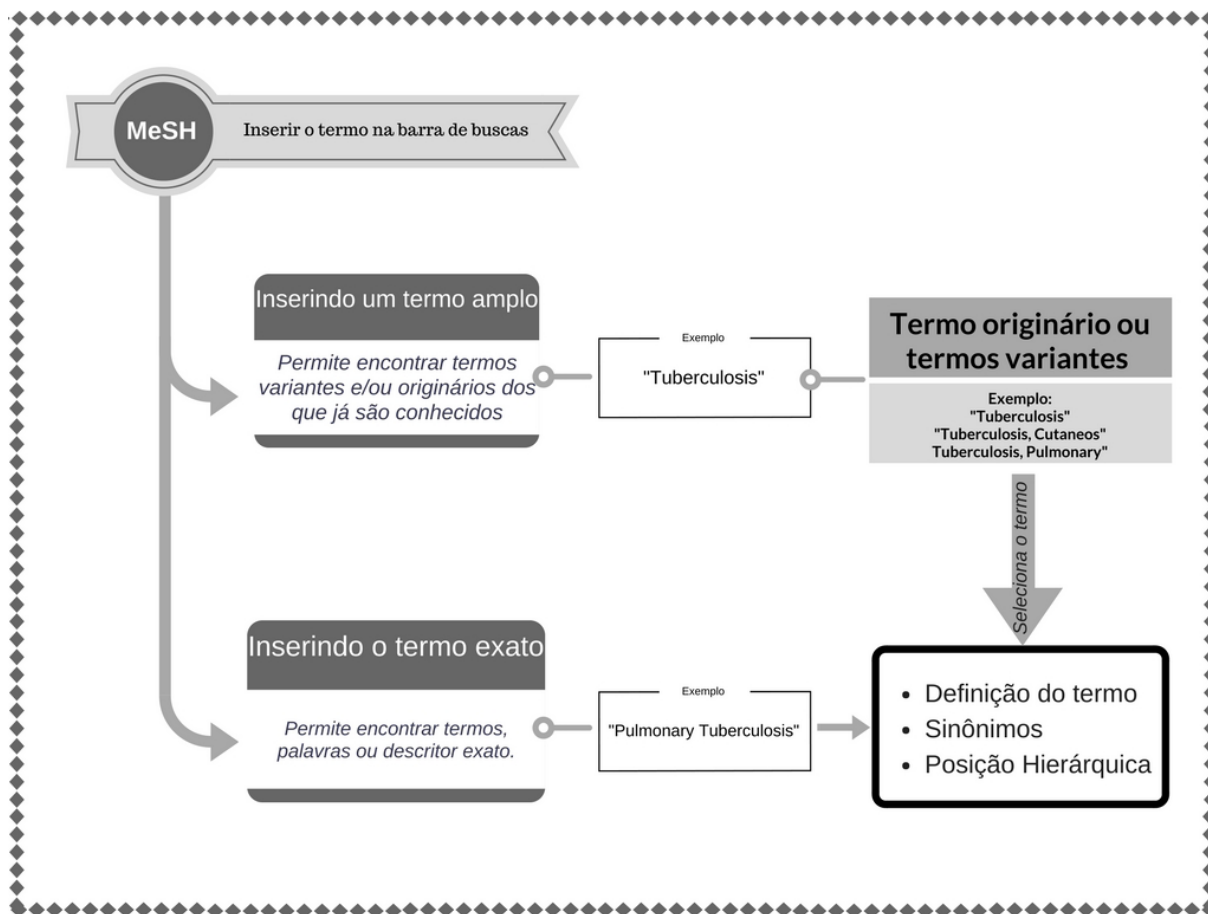 MeSH
Inserir o termo na barra de buscas
Inserindo um termo amplo
Permite encontrar termos
variantes e/ou originários dos
que já são conhecidos
Exemplo
"Tuberculosis"
Termo originário ou
termos variantes
Exemplo:
"Tuberculosis"
"Tuberculosis, Cutaneos"
Tuberculosis, Pulmonary"
Seleciona o termo
Inserindo o termo exato
Permite encontrar termos,
palavras ou descritor exato.
Exemplo
"Pulmonary Tuberculosis"
• Definição do termo
• Sinônimos
• Posição Hierárquica